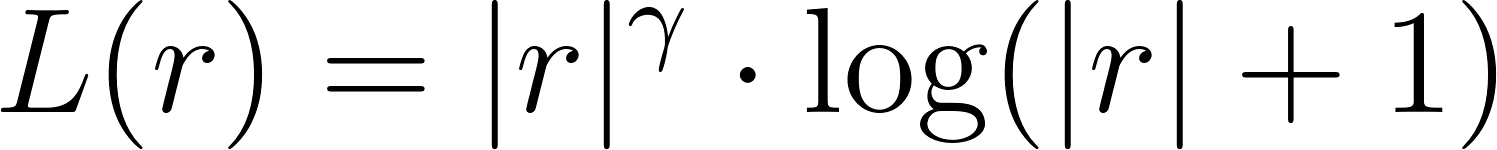 L(r) = |r|^γ · log(|r| + 1)